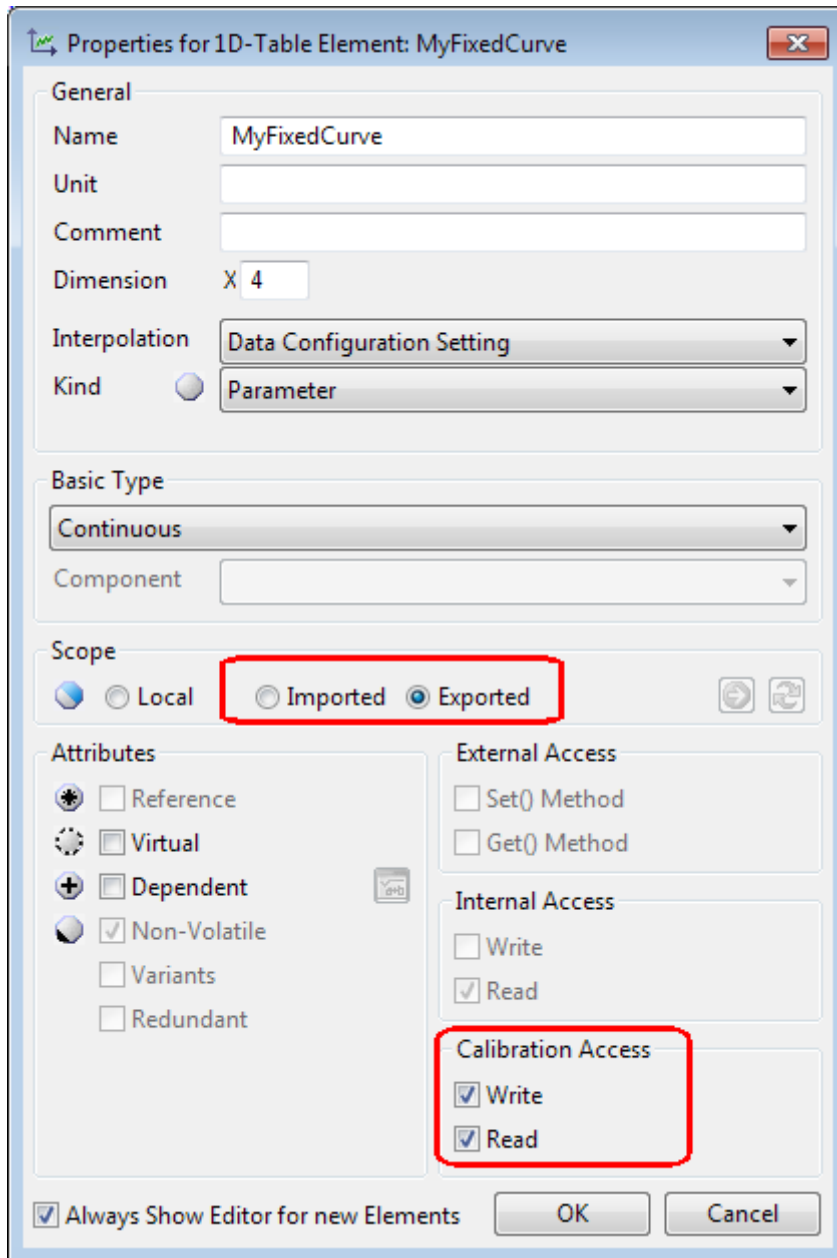 Properties for 1D-Table Element: MyFixedCurve
General
Name MyFixedCurve
Unit
Comment
Dimension X 4
Interpolation Data Configuration Setting
Kind Parameter
Basic Type
Continuous
Component
Scope
Local Imported Exported
Attributes
Reference
Virtual
Dependent
Non-Volatile
Variants
Redundant
External Access
Set() Method
Get() Method
Internal Access
Write
Read
Calibration Access
Write
Read
Always Show Editor for new Elements OK Cancel